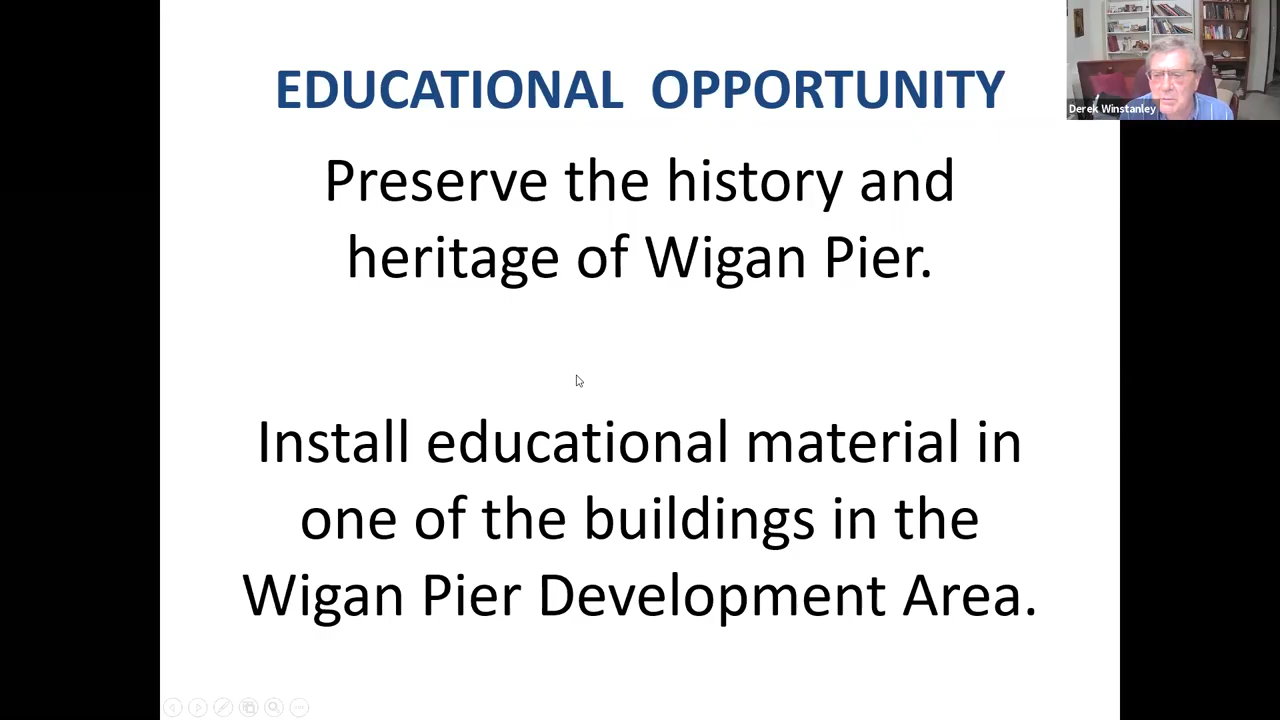 EDUCATIONAL OPPORTUNITY
Derek Winstanley
Preserve the history and
heritage of Wigan Pier.
Install educational material in
one of the buildings in the
Wigan Pier Development Area.